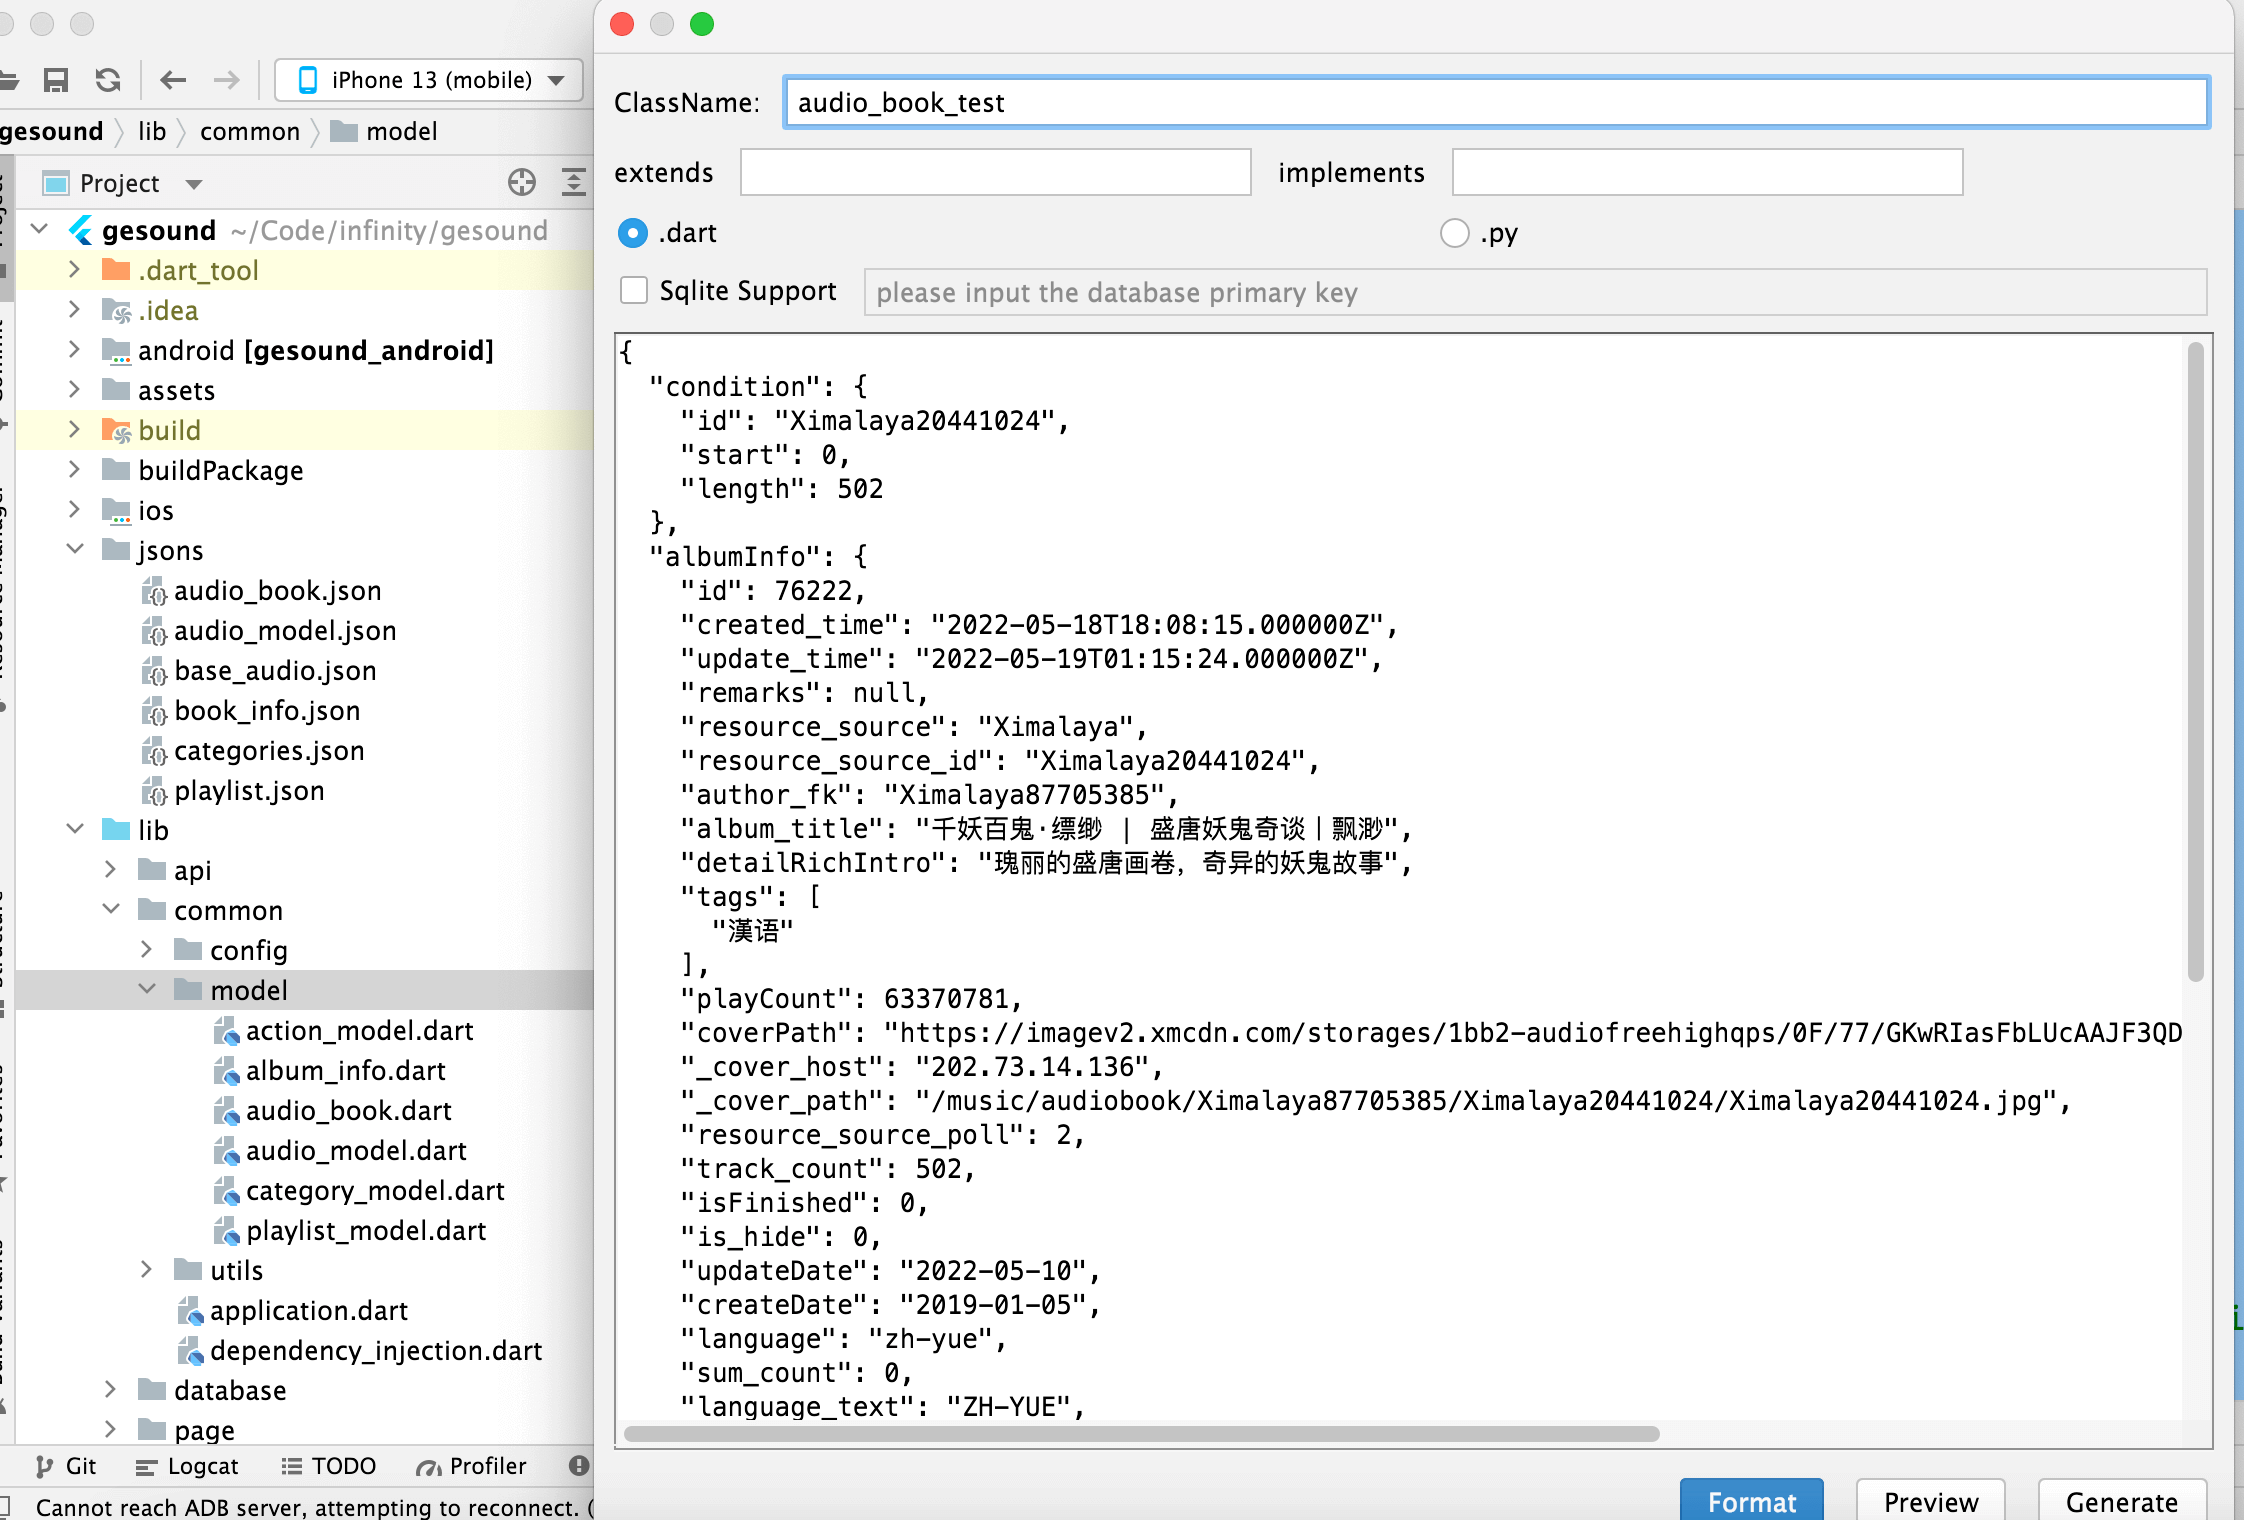 iPhone 13 (mobile)
gesound
lib
common
model
Project
gesound ~/Code/infinity/gesound
.dart_tool
.idea
android [gesound_android]
assets
build
buildPackage
ios
jsons
audio_book.json
audio_model.json
base_audio.json
book_info.json
categories.json
playlist.json
lib
api
common
config
model
action_model.dart
album_info.dart
audio_book.dart
audio_model.dart
category_model.dart
playlist_model.dart
utils
application.dart
dependency_injection.dart
database
page
Git
Logcat
TODO
Profiler
Cannot reach ADB server, attempting to reconnect. (
ClassName: audio_book_test
extends
implements
.dart
.py
Sqlite Support
please input the database primary key
{
"condition": {
"id": "Ximalaya20441024",
"start": 0,
"length": 502
},
"albumInfo": {
"id": 76222,
"created_time": "2022-05-18T18:08:15.000000Z",
"update_time": "2022-05-19T01:15:24.000000Z",
"remarks": null,
"resource_source": "Ximalaya",
"resource_source_id": "Ximalaya20441024",
"author_fk": "Ximalaya87705385",
"album_title": "千妖百鬼·缥缈 | 盛唐妖鬼奇谈丨飘渺",
"detailRichIntro": "瑰丽的盛唐画卷，奇异的妖鬼故事",
"tags": [
"漢语"
],
"playCount": 63370781,
"coverPath": "https://imagev2.xmcdn.com/storages/1bb2-audiofreehighqps/0F/77/GKwRIasFbLUcAAJF3QD
"_cover_host": "202.73.14.136",
"_cover_path": "/music/audiobook/Ximalaya87705385/Ximalaya20441024/Ximalaya20441024.jpg",
"resource_source_poll": 2,
"track_count": 502,
"isFinished": 0,
"is_hide": 0,
"updateDate": "2022-05-10",
"createDate": "2019-01-05",
"language": "zh-yue",
"sum_count": 0,
"language_text": "ZH-YUE",
Format
Preview
Generate